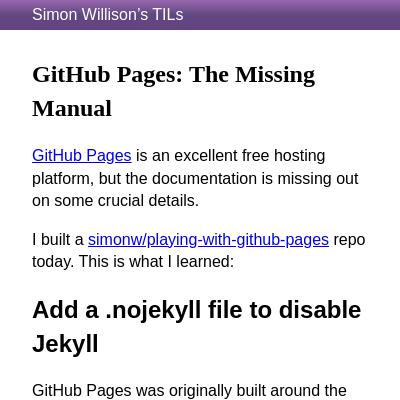 Simon Willison’s TILs
GitHub Pages: The Missing
Manual
GitHub Pages is an excellent free hosting
platform, but the documentation is missing out
on some crucial details.
I built a simonw/playing-with-github-pages repo
today. This is what I learned:
Add a .nojekyll file to disable
Jekyll
GitHub Pages was originally built around the